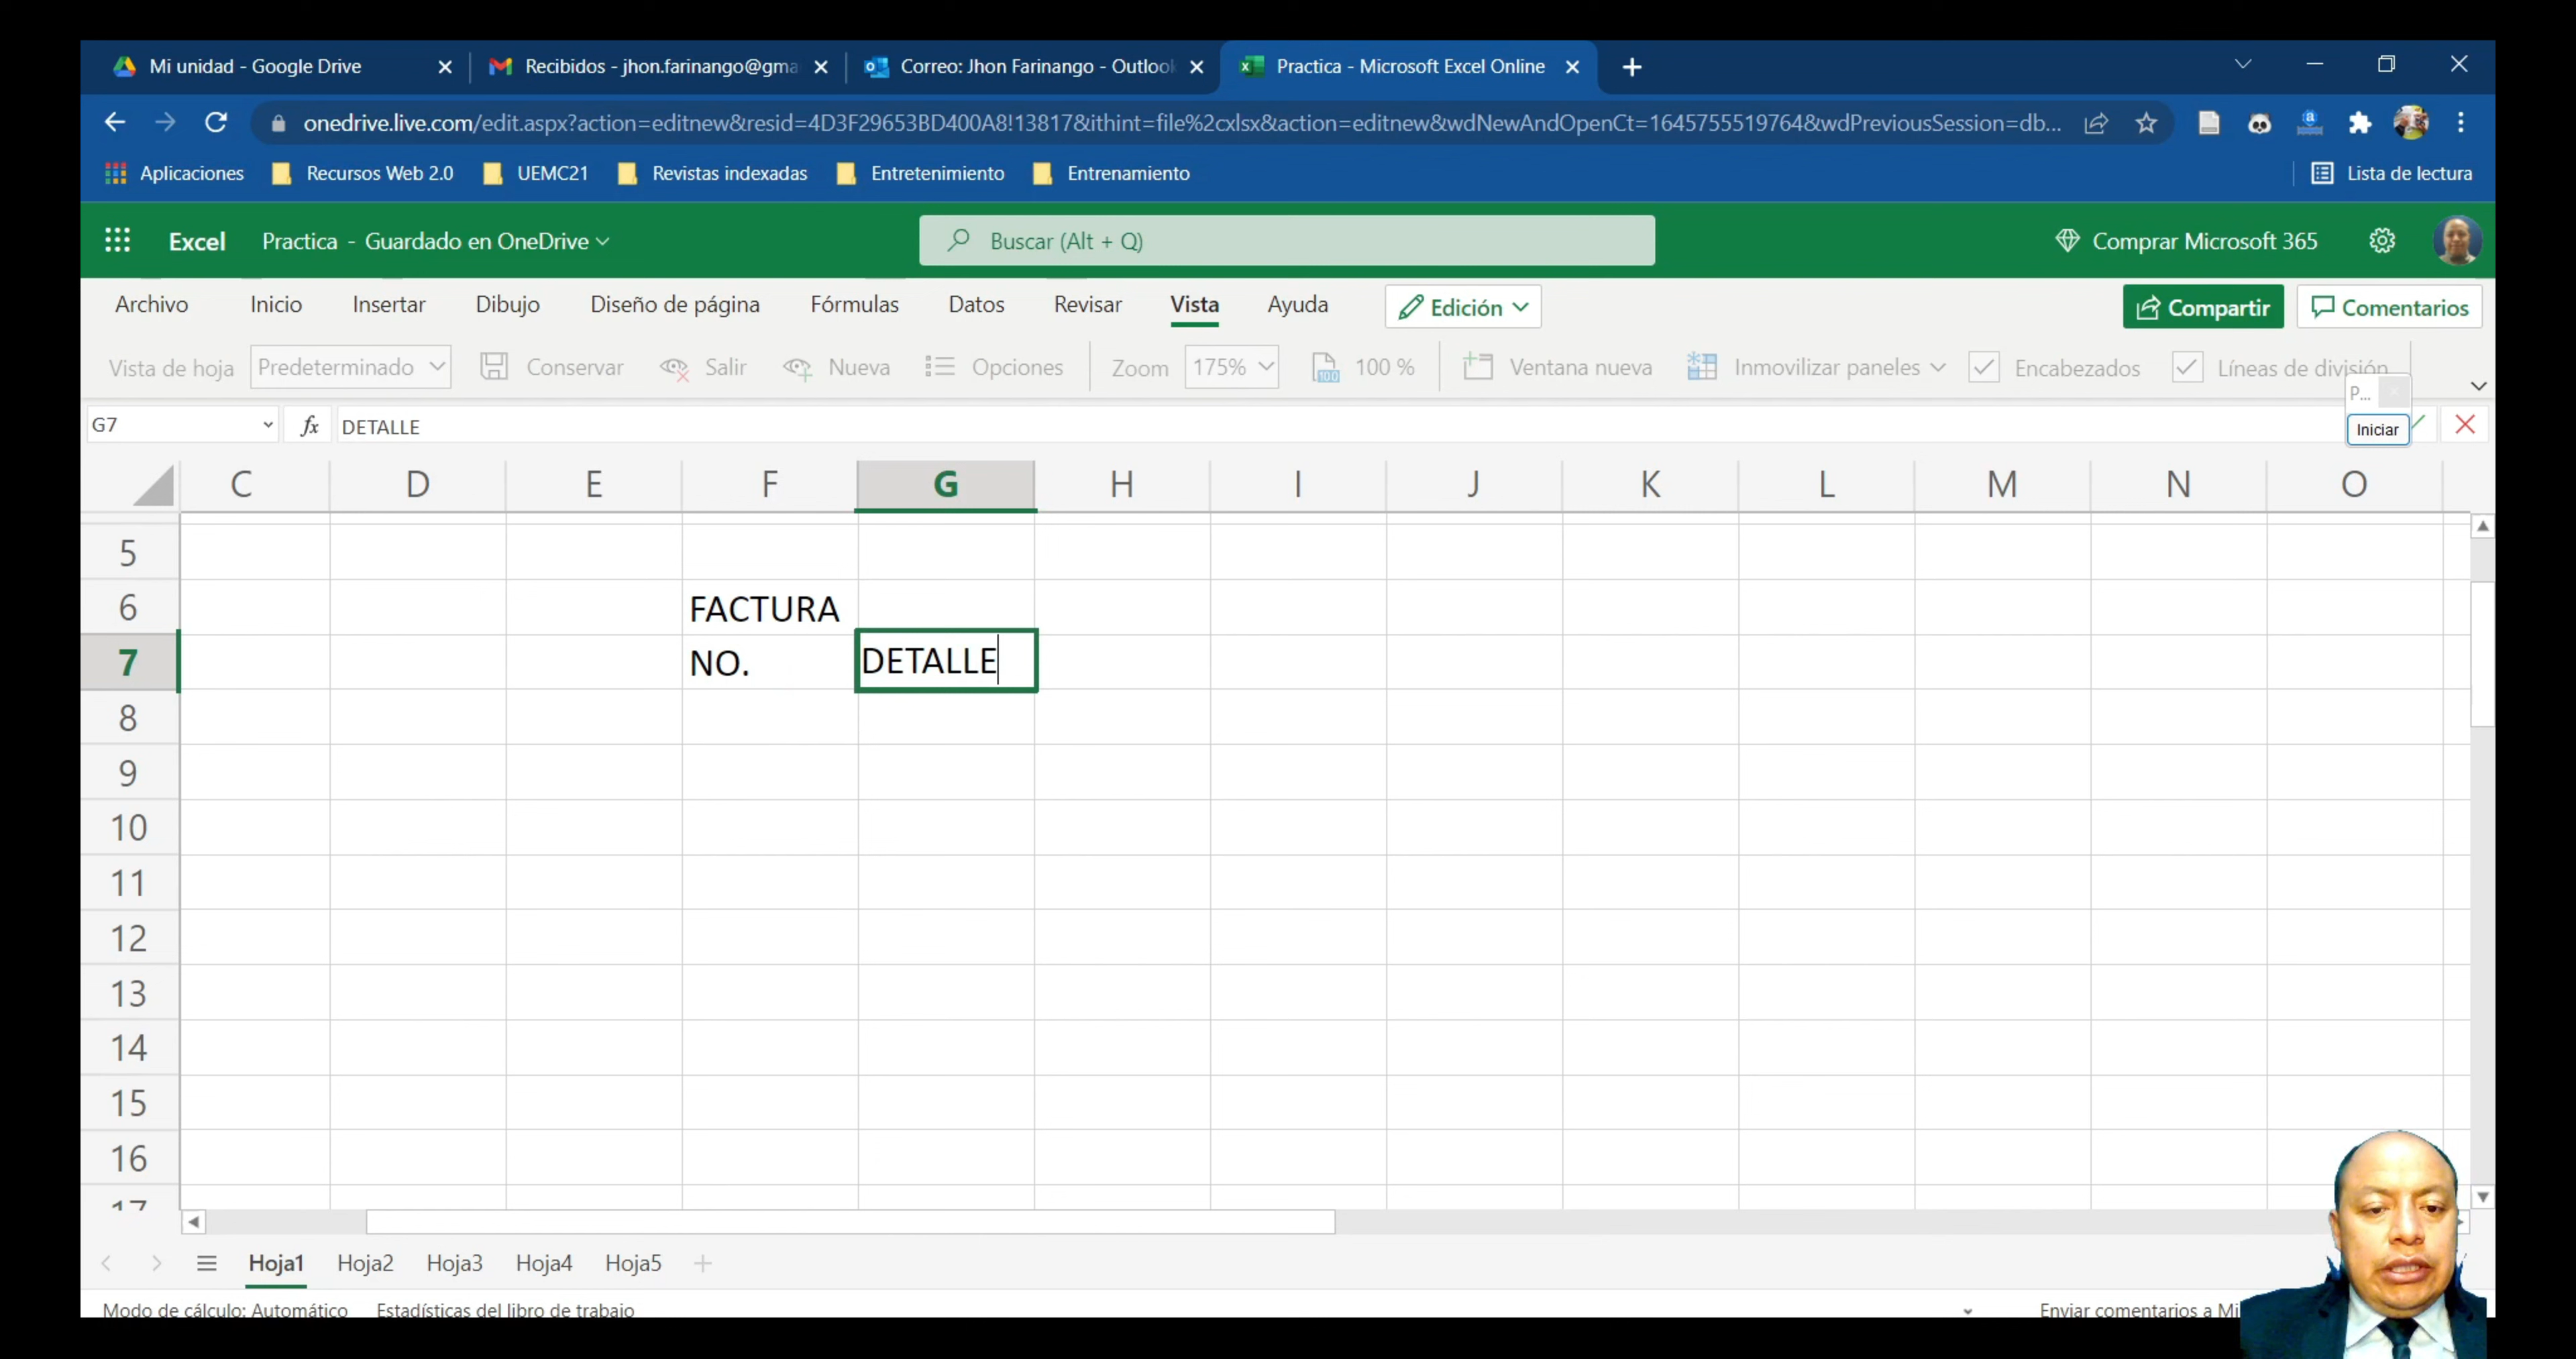 Mi unidad - Google Drive
Recibidos - jhon.farinango@gma
Correo: Jhon Farinango - Outlook
Practica - Microsoft Excel Online
onedrive.live.com/edit.aspx?action=editnew&resid=4D3F29653BD400A8!13817&ithint=file%2cxlsx&action=editnew&wdNewAndOpenCt=1645755519764&wdPreviousSession=db...
Aplicaciones Recursos Web 2.0 UEMC21 Revistas indexadas Entretenimiento Entrenamiento Lista de lectura
Excel Practica - Guardado en OneDrive Buscar (Alt + Q) Comprar Microsoft 365
Archivo Inicio Insertar Dibujo Diseño de página Fórmulas Datos Revisar Vista Ayuda Edición Compartir Comentarios
Vista de hoja Predeterminado Conservar Salir Nueva Opciones Zoom 175% 100 % Ventana nueva Inmovilizar paneles Encabezados Líneas de división
P...
Iniciar
G7 fx DETALLE
C D E F G H I J K L M N O
5
6 FACTURA
7 NO. DETALLE
8
9
10
11
12
13
14
15
16
17
Hoja1 Hoja2 Hoja3 Hoja4 Hoja5
Modo de cálculo: Automático Estadísticas del libro de trabajo Enviar comentarios a Mi